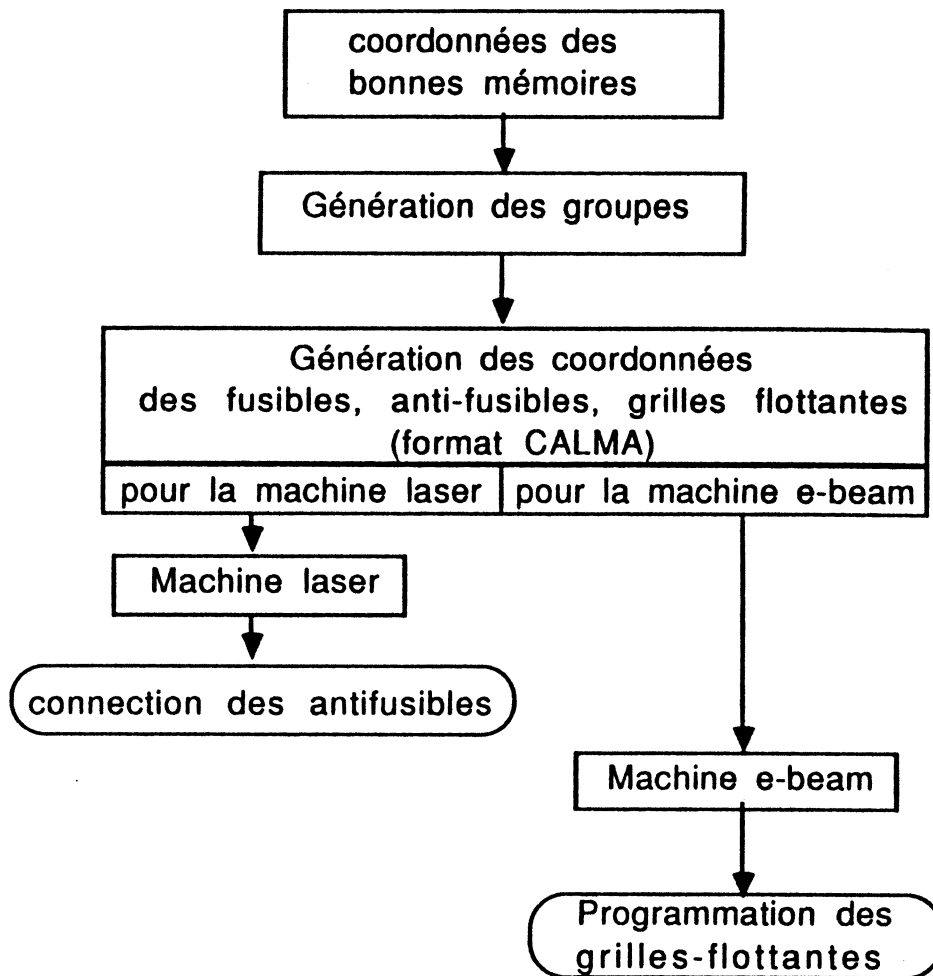 coordonnées des
bonnes mémoires
Génération des groupes
Génération des coordonnées
des fusibles, anti-fusibles, grilles flottantes
(format CALMA)
pour la machine laser
pour la machine e-beam
Machine laser
connection des antifusibles
Machine e-beam
Programmation des
grilles-flottantes